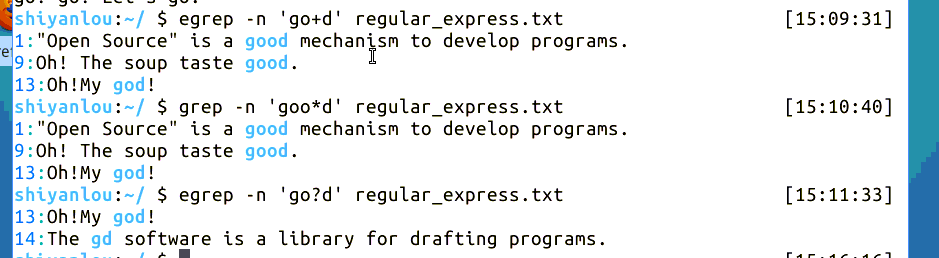 go! go! Let's go!
shiyanlou:~/ $ egrep -n 'go+d' regular_express.txt [15:09:31]
1:"Open Source" is a good mechanism to develop programs.
9:Oh! The soup taste good.
13:Oh!My god!
shiyanlou:~/ $ grep -n 'goo*d' regular_express.txt [15:10:40]
1:"Open Source" is a good mechanism to develop programs.
9:Oh! The soup taste good.
13:Oh!My god!
shiyanlou:~/ $ egrep -n 'go?d' regular_express.txt [15:11:33]
13:Oh!My god!
14:The gd software is a library for drafting programs.
shiyanlou:~/ $ [15:16:16]